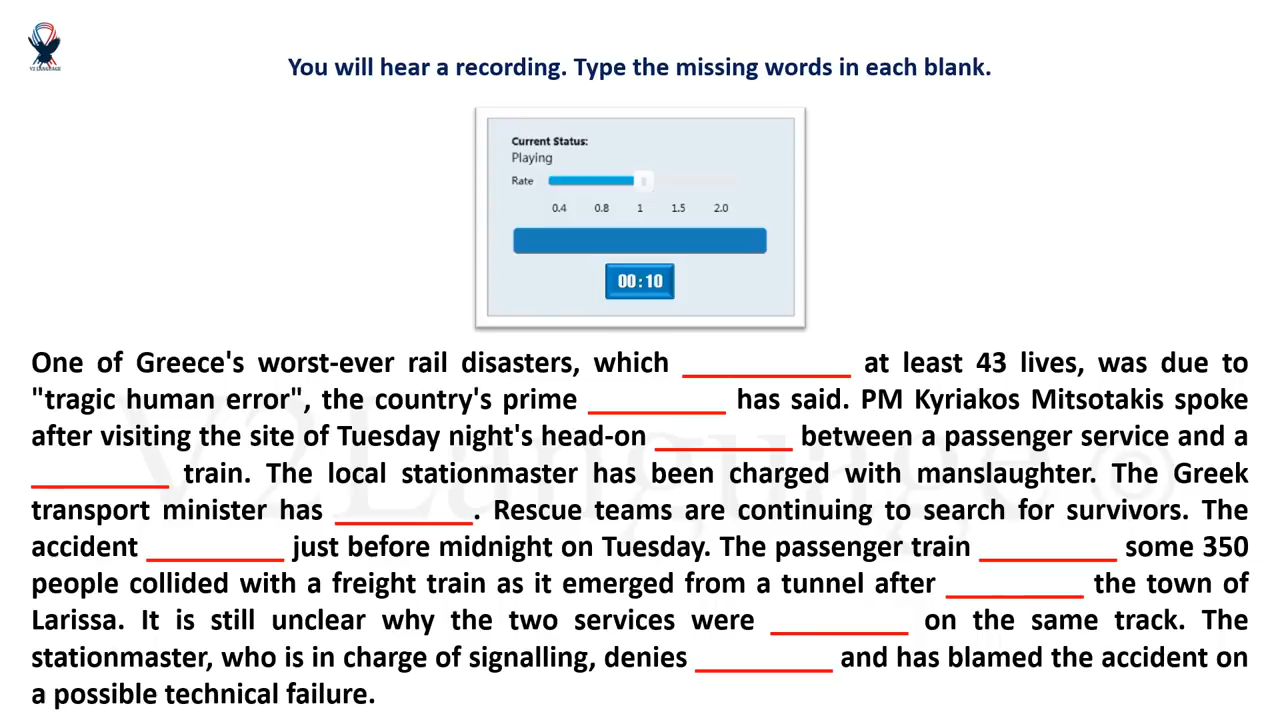 V2 LANGUAGE
You will hear a recording. Type the missing words in each blank.
Current Status:
Playing
Rate
0.4 0.8 1 1.5 2.0
00:10
One of Greece's worst-ever rail disasters, which ____________ at least 43 lives, was due to
"tragic human error", the country's prime __________ has said. PM Kyriakos Mitsotakis spoke
after visiting the site of Tuesday night's head-on __________ between a passenger service and a
__________ train. The local stationmaster has been charged with manslaughter. The Greek
transport minister has __________. Rescue teams are continuing to search for survivors. The
accident __________ just before midnight on Tuesday. The passenger train __________ some 350
people collided with a freight train as it emerged from a tunnel after __________ the town of
Larissa. It is still unclear why the two services were __________ on the same track. The
stationmaster, who is in charge of signalling, denies __________ and has blamed the accident on
a possible technical failure.
V2Language ®